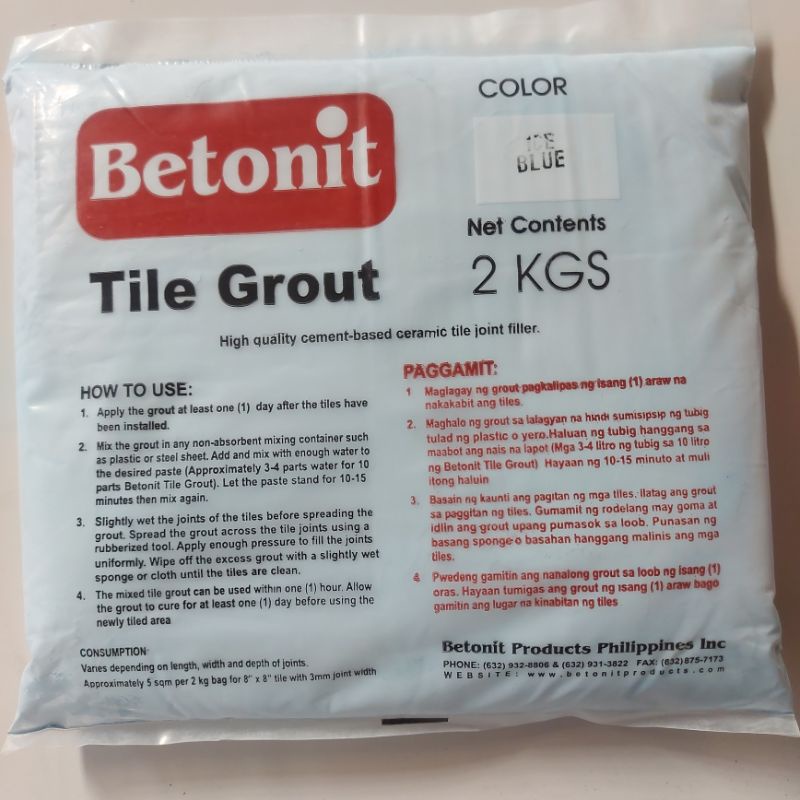 Betonit
COLOR
ICE
BLUE
Net Contents
2 KGS
Tile Grout
High quality cement-based ceramic tile joint filler.
HOW TO USE:
1. Apply the grout at least one (1) day after the tiles have
been installed.
2. Mix the grout in any non-absorbent mixing container such
as plastic or steel sheet. Add and mix with enough water to
the desired paste (Approximately 3-4 parts water for 10
parts Betonit Tile Grout). Let the paste stand for 10-15
minutes then mix again.
3. Slightly wet the joints of the tiles before spreading the
grout. Spread the grout across the tile joints using a
rubberized tool. Apply enough pressure to fill the joints
uniformly. Wipe off the excess grout with a slightly wet
sponge or cloth until the tiles are clean.
4. The mixed tile grout can be used within one (1) hour. Allow
the grout to cure for at least one (1) day before using the
newly tiled area
CONSUMPTION:
Varies depending on length, width and depth of joints.
Approximately 5 sqm per 2 kg bag for 8" x 8" tile with 3mm joint width
PAGGAMIT:
1 Maglagay ng grout pagkalipas ng isang (1) araw na
nakakabit ang tiles.
2. Maghalo ng grout sa lalagyan na hindi sumisipsip ng tubig
tulad ng plastic o yero.Haluan ng tubig hanggang sa
maabot ang nais na lapot (Mga 3-4 litro ng tubig sa 10 litro
ng Betonit Tile Grout) Hayaan ng 10-15 minuto at muli
itong haluin
3. Basain ng kaunti ang pagitan ng mga tiles. Ilatag ang grout
sa paggitan ng tiles. Gumamit ng rodelang may goma at
idiin ang grout upang pumasok sa loob. Punasan ng
basang sponge o basahan hanggang malinis ang mga
tiles.
4 Pwedeng gamitin ang nanalong grout sa loob ng isang (1)
oras. Hayaan tumigas ang grout ng isang (1) araw bago
gamitin ang lugar na kinabitan ng tiles
Betonit Products Philippines Inc
PHONE: (632) 932-8806 & (632) 931-3822 FAX: (632) 875-7173
WEBSITE: www.betonitproducts.com